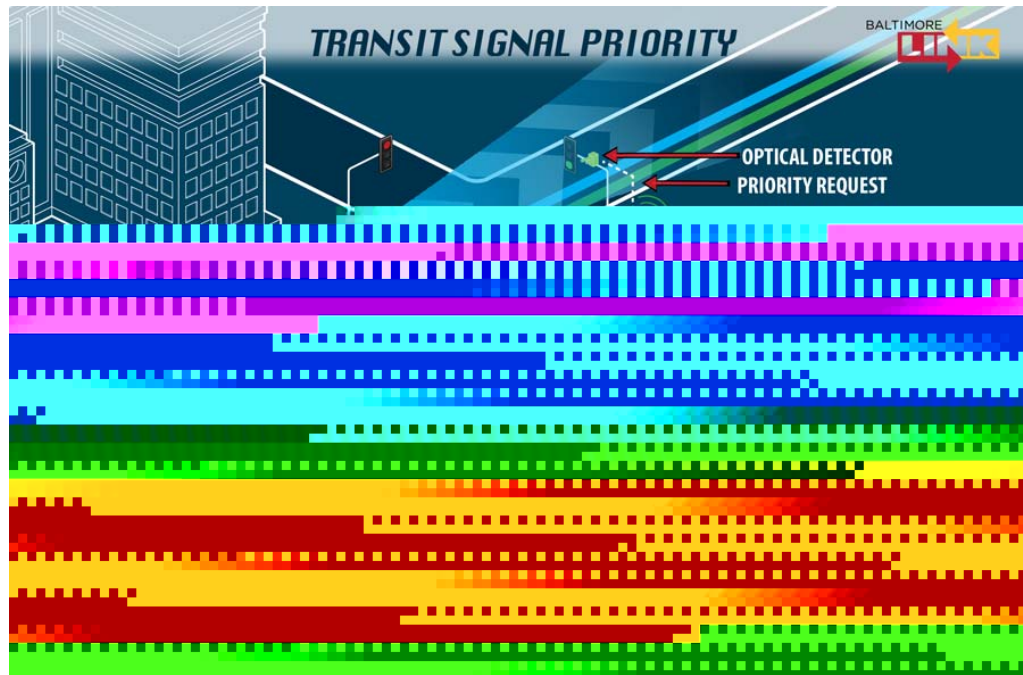 TRANSIT SIGNAL PRIORITY
BALTIMORE
LINK
OPTICAL DETECTOR
PRIORITY REQUEST